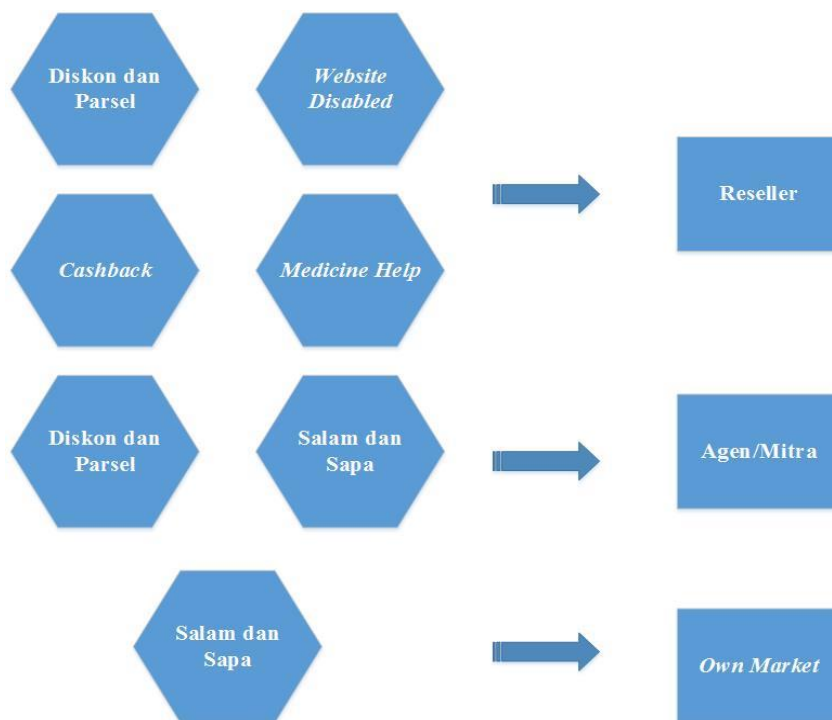 Diskon dan
Parsel
Website
Disabled
Reseller
Cashback
Medicine Help
Diskon dan
Parsel
Salam dan
Sapa
Agen/Mitra
Salam dan
Sapa
Own Market